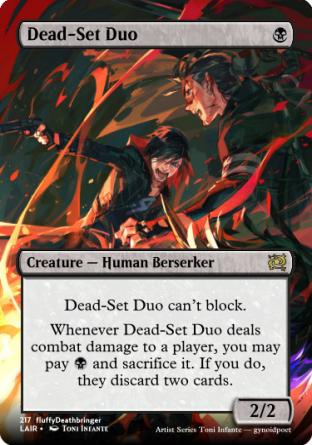 Dead-Set Duo
Creature — Human Berserker
Dead-Set Duo can't block.
Whenever Dead-Set Duo deals
combat damage to a player, you may
pay and sacrifice it. If you do,
they discard two cards.
2/2
217 fluffyDeathbringer
LAIR • Toni Infante
Artist Series Toni Infante — gynoidpoet